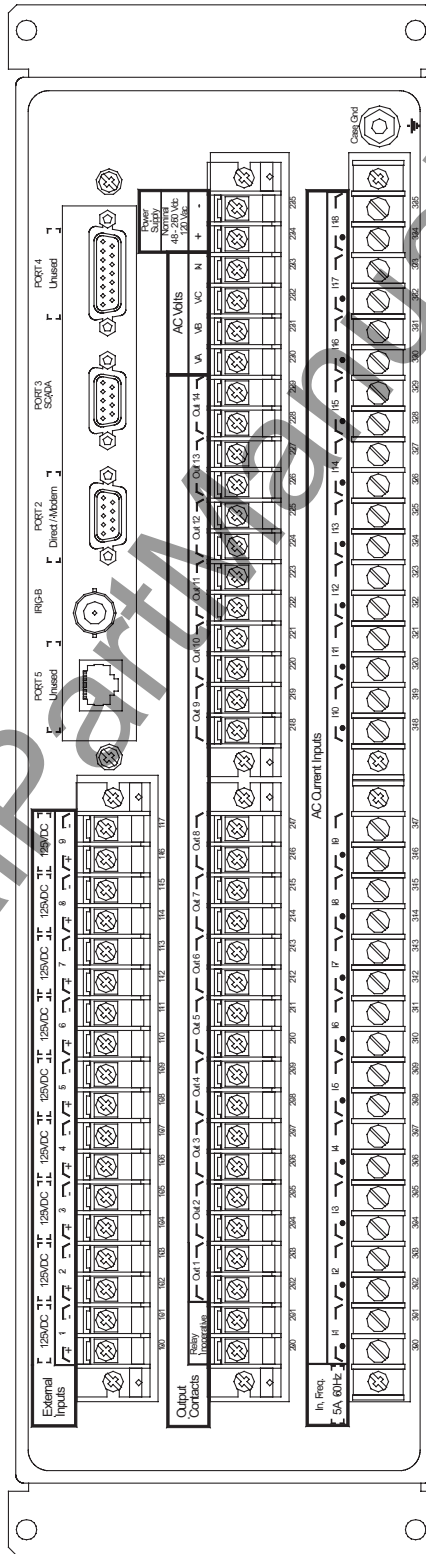 External
Inputs
125VDC 125VDC 125VDC 125VDC 125VDC 125VDC 125VDC 125VDC 125VDC
+ 1 - + 2 - + 3 - + 4 - + 5 - + 6 - + 7 - + 8 - + 9 -
100 101 102 103 104 105 106 107 108 109 110 111 112 113 114 115 116 117
PORT 5
Unused
IRIG-B
PORT 2
Direct / Modem
PORT 3
SCADA
PORT 4
Unused
Output
Contacts
Relay
Inoperative
Out 1 Out 2 Out 3 Out 4 Out 5 Out 6 Out 7 Out 8
Out 9 Out 10 Out 11 Out 12 Out 13 Out 14
AC Volts
VA VB VC N
Power
Supply
Nominal
48 - 250 Vdc
120 Vac
+ -
200 201 202 203 204 205 206 207 208 209 210 211 212 213 214 215 216 217
218 219 220 221 222 223 224 225 226 227 228 229 230 231 232 233 234 235
Case Gnd
In, Freq.
5A 60Hz
AC Current Inputs
I1 I2 I3 I4 I5 I6 I7 I8 I9
I10 I11 I12 I13 I14 I15 I16 I17 I18
300 301 302 303 304 305 306 307 308 309 310 311 312 313 314 315 316 317
318 319 320 321 322 323 324 325 326 327 328 329 330 331 332 333 334 335